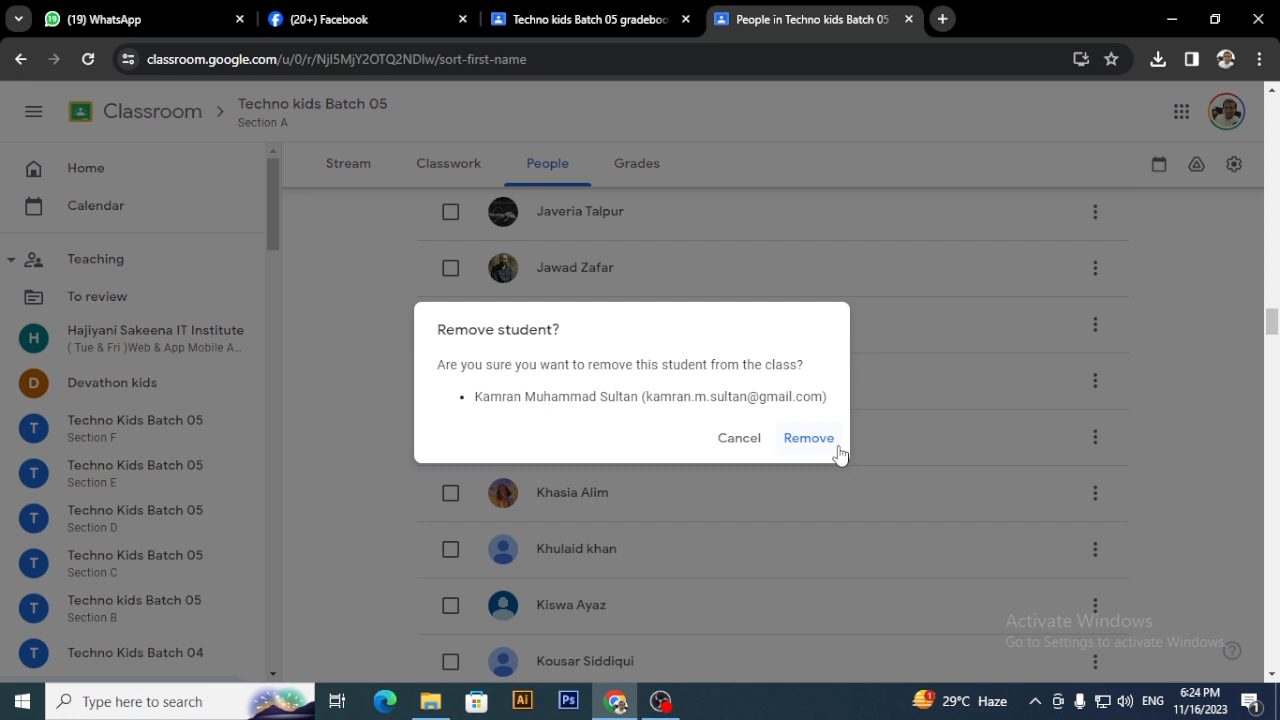 (19) WhatsApp
(20+) Facebook
Techno kids Batch 05 gradeboo
People in Techno kids Batch 05
classroom.google.com/u/0/r/NjI5MjY2OTQ2NDIw/sort-first-name
Classroom
Techno kids Batch 05
Section A
Home
Calendar
Teaching
To review
Hajiyani Sakeena IT Institute
( Tue & Fri )Web & App Mobile A...
H
Devathon kids
D
Techno Kids Batch 05
Section F
T
Techno Kids Batch 05
Section E
T
Techno Kids Batch 05
Section D
T
Techno Kids Batch 05
Section C
T
Techno kids Batch 05
Section B
T
Techno Kids Batch 04
T
Stream
Classwork
People
Grades
Javeria Talpur
Jawad Zafar
Remove student?
Are you sure you want to remove this student from the class?
• Kamran Muhammad Sultan (kamran.m.sultan@gmail.com)
Cancel
Remove
Khasia Alim
Khulaid khan
Kiswa Ayaz
Kousar Siddiqui
Activate Windows
Go to Settings to activate Windows.
Type here to search
Ai
Ps
1
29°C Haze
ENG
6:24 PM
11/16/2023
1